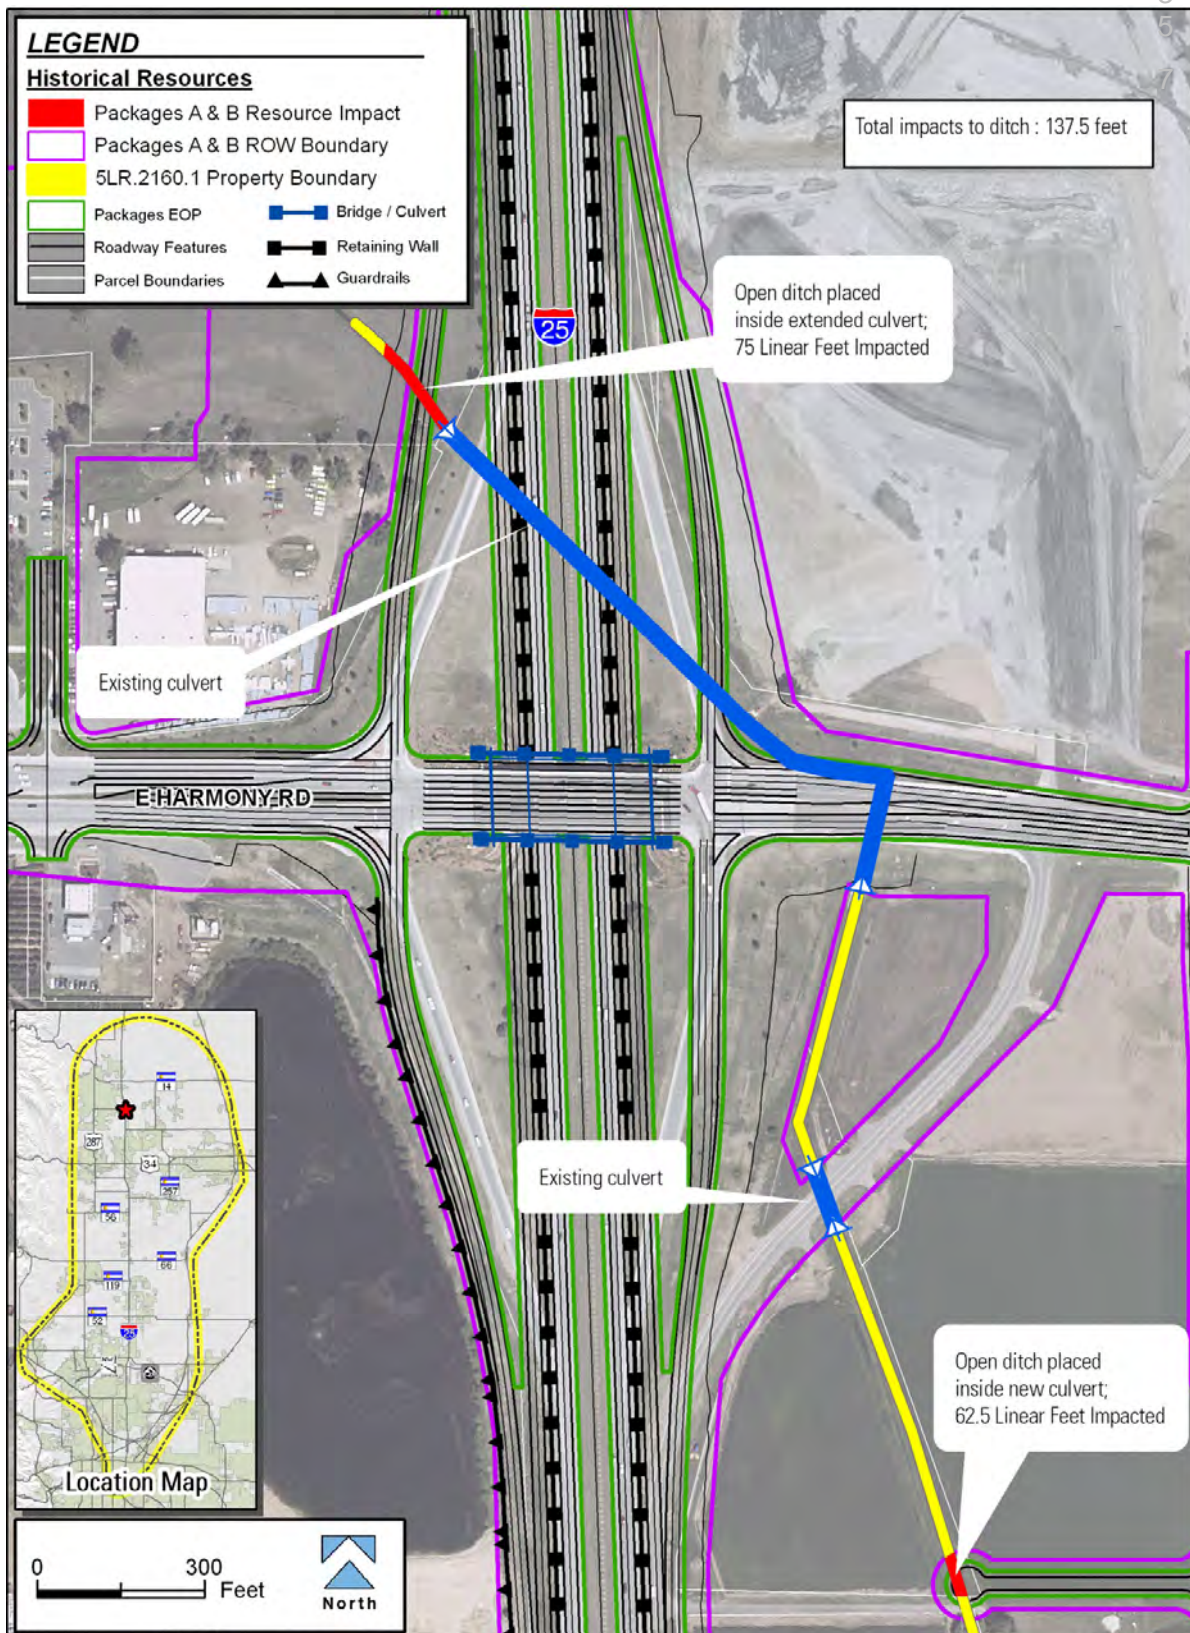 LEGEND
Historical Resources
Packages A & B Resource Impact
Packages A & B ROW Boundary
5LR.2160.1 Property Boundary
Packages EOP
Bridge / Culvert
Roadway Features
Retaining Wall
Parcel Boundaries
Guardrails
Total impacts to ditch : 137.5 feet
Open ditch placed
inside extended culvert;
75 Linear Feet Impacted
25
Existing culvert
E HARMONY RD
Existing culvert
Open ditch placed
inside new culvert;
62.5 Linear Feet Impacted
14
287
34
257
56
66
119
52
25
Location Map
0 300
Feet
North